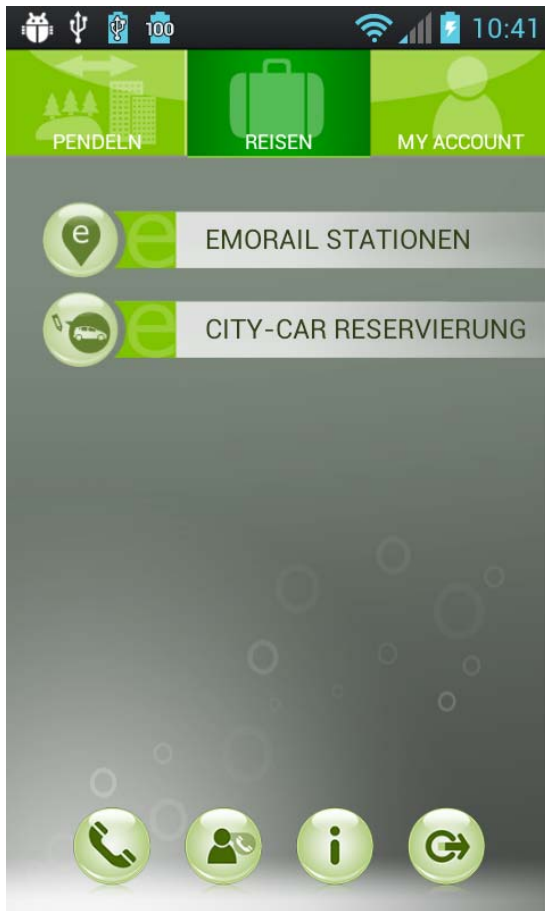 100
10:41
PENDELN
REISEN
MY ACCOUNT
e
e
EMORAIL STATIONEN
e
CITY-CAR RESERVIERUNG
i